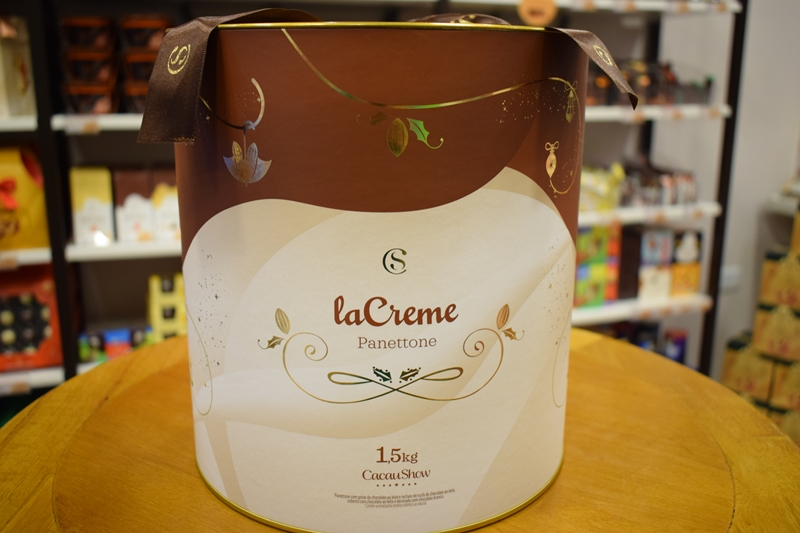 CS
laCreme
Panettone
1,5kg
CacauShow